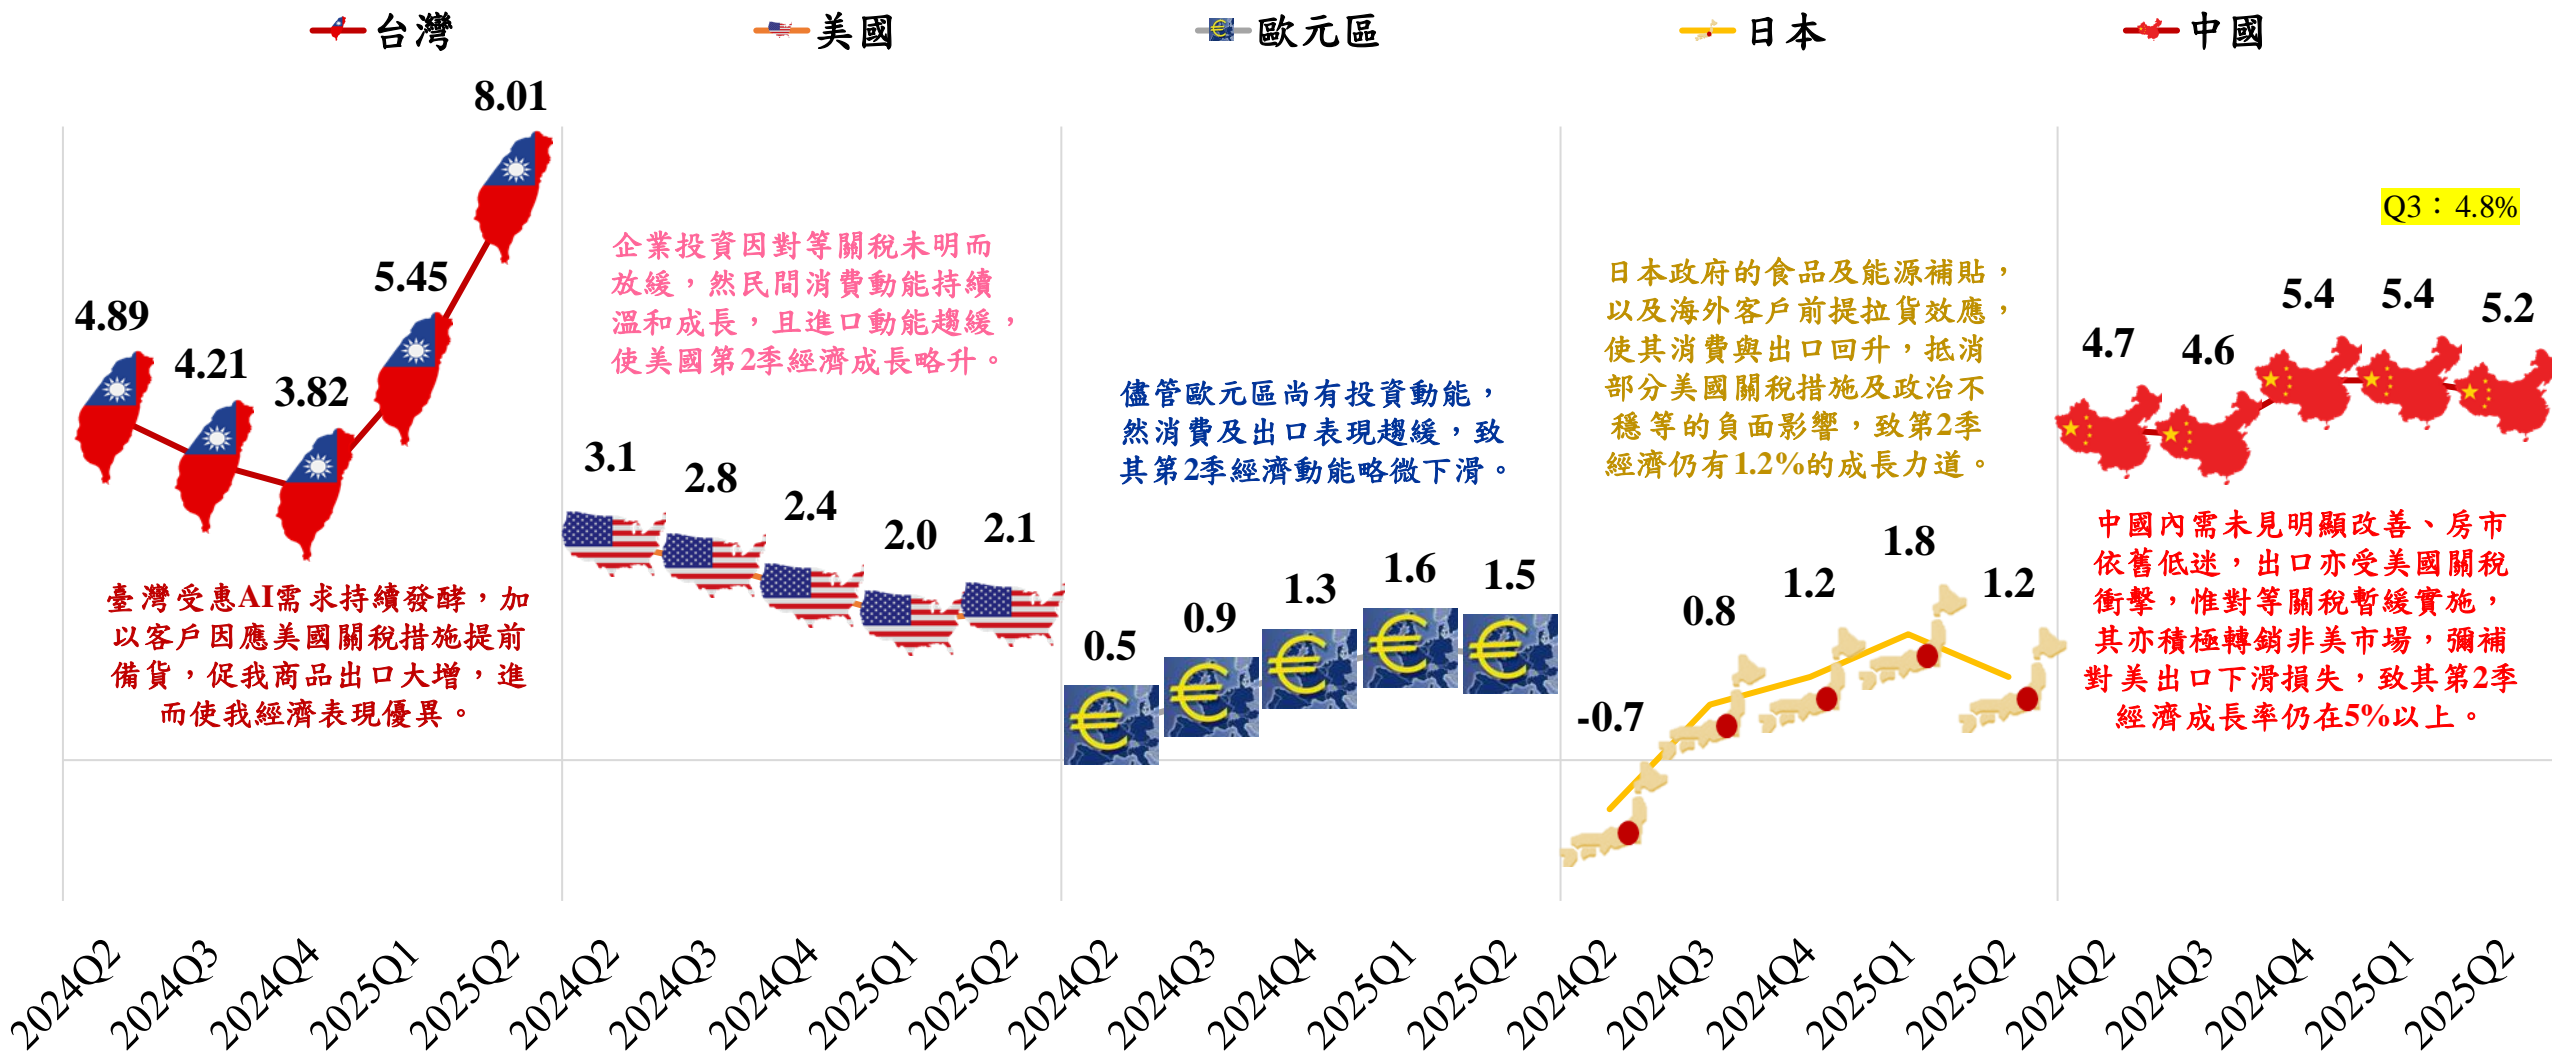 台灣
美國
歐元區
日本
中國
4.89
4.21
3.82
5.45
8.01
臺灣受惠AI需求持續發酵，加
以客戶因應美國關稅措施提前
備貨，促我商品出口大增，進
而使我經濟表現優異。
企業投資因對等關稅未明而
放緩，然民間消費動能持續
溫和成長，且進口動能趨緩，
使美國第2季經濟成長略升。
3.1
2.8
2.4
2.0
2.1
儘管歐元區尚有投資動能，
然消費及出口表現趨緩，致
其第2季經濟動能略微下滑。
0.5
0.9
1.3
1.6
1.5
日本政府的食品及能源補貼，
以及海外客戶前提拉貨效應，
使其消費與出口回升，抵消
部分美國關稅措施及政治不
穩等的負面影響，致第2季
經濟仍有1.2%的成長力道。
-0.7
0.8
1.2
1.8
1.2
Q3：4.8%
4.7
4.6
5.4
5.4
5.2
中國內需未見明顯改善、房市
依舊低迷，出口亦受美國關稅
衝擊，惟對等關稅暫緩實施，
其亦積極轉銷非美市場，彌補
對美出口下滑損失，致其第2季
經濟成長率仍在5%以上。
2024Q2
2024Q3
2024Q4
2025Q1
2025Q2
2024Q2
2024Q3
2024Q4
2025Q1
2025Q2
2024Q2
2024Q3
2024Q4
2025Q1
2025Q2
2024Q2
2024Q3
2024Q4
2025Q1
2025Q2
2024Q2
2024Q3
2024Q4
2025Q1
2025Q2